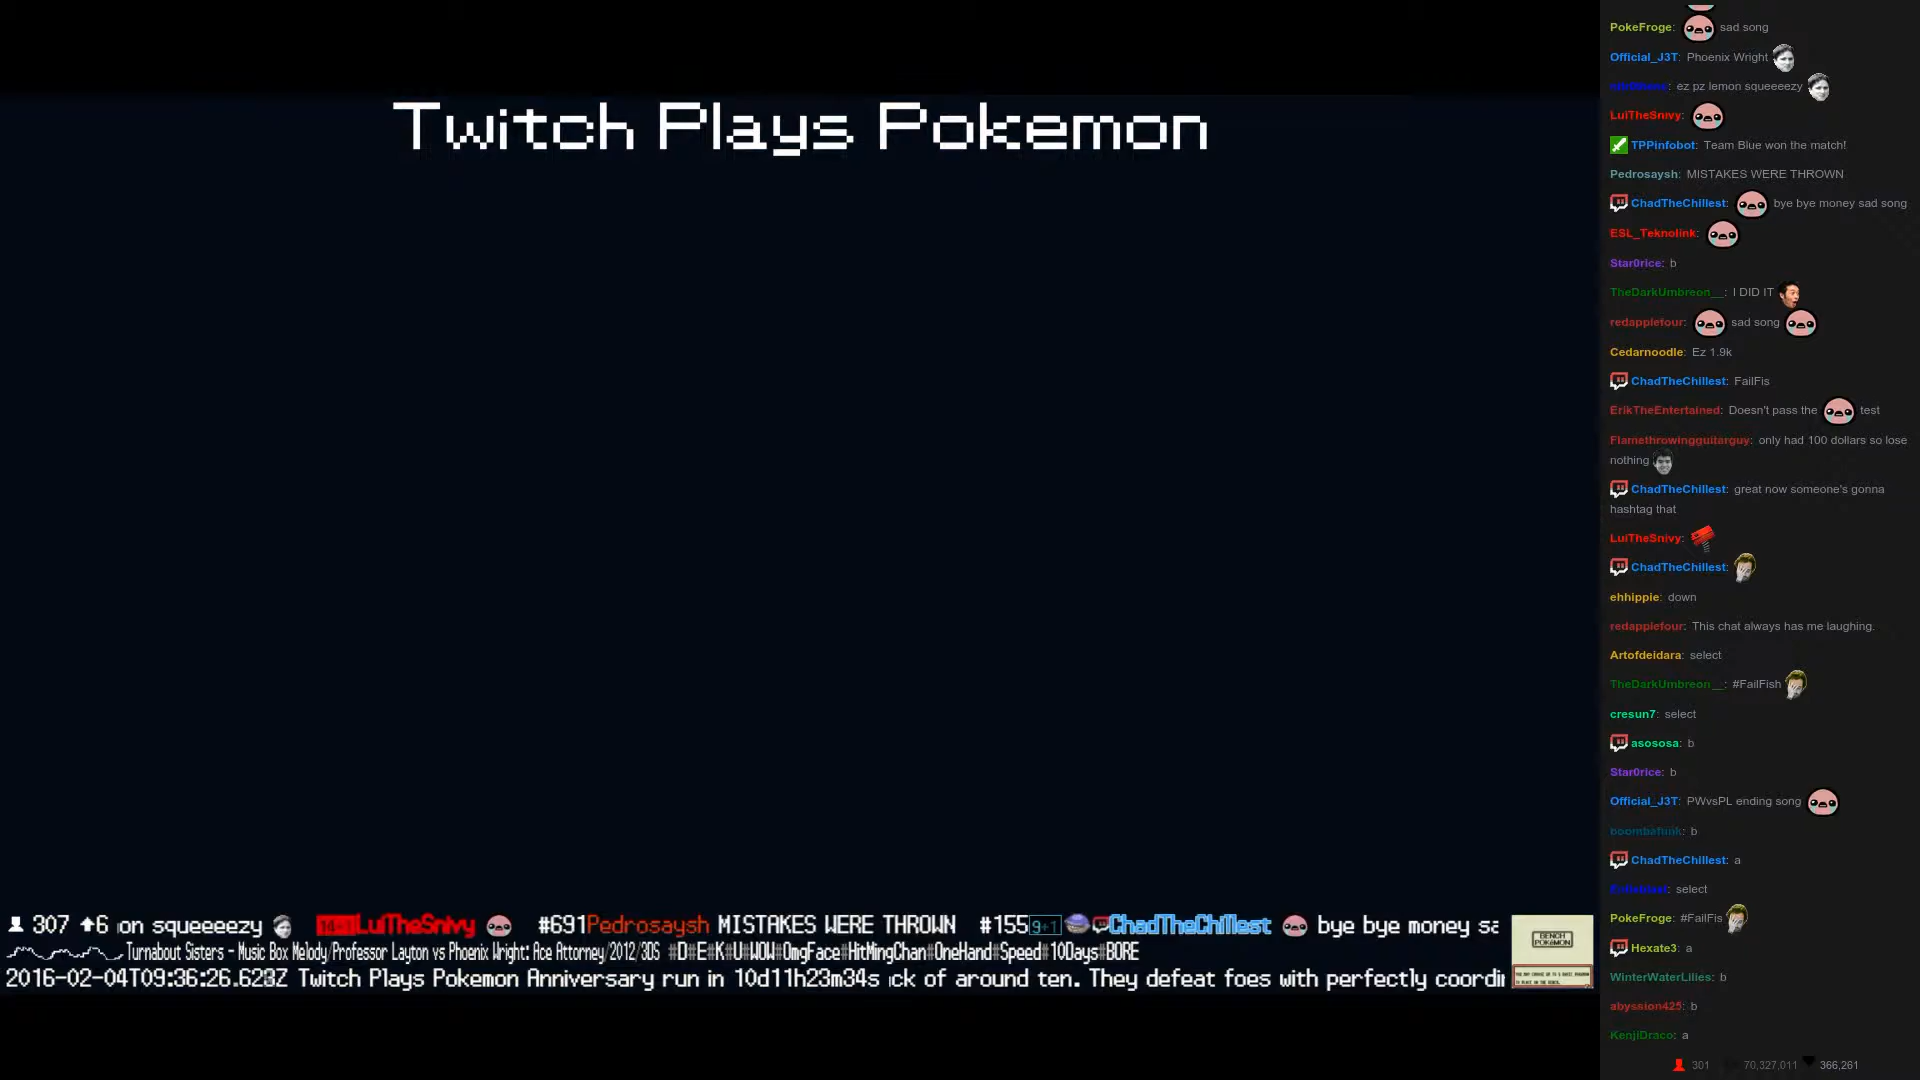 Twitch Plays Pokemon
307 6 on squeeeezy LuiTheSnivy #691 Pedrosaysh MISTAKES WERE THROWN #155 9+1 ChadTheChillest bye bye money sa
Turnabout Sisters - Music Box Melody/Professor Layton vs Phoenix Wright: Ace Attorney/2012/3DS #D#E#K#U#WOW#OmgFace#HitMingChan#OneHand#Speed#10Days#BORE
2016-02-04T09:36:26.628Z Twitch Plays Pokemon Anniversary run in 10d11h23m34s ck of around ten. They defeat foes with perfectly coordi
BENCH
POKéMON
PokeFroge: sad song
Official_J3T: Phoenix Wright
ez pz lemon squeeeezy
LuiTheSnivy:
TPPinfobot: Team Blue won the match!
Pedrosaysh: MISTAKES WERE THROWN
ChadTheChillest: bye bye money sad song
ESL_Teknolink:
Star0rice: b
TheDarkUmbreon__: I DID IT
redapplefour: sad song
Cedarnoodle: Ez 1.9k
ChadTheChillest: FailFis
ErikTheEntertained: Doesn't pass the test
Flamethrowingguitarguy: only had 100 dollars so lose
nothing
ChadTheChillest: great now someone's gonna
hashtag that
LuiTheSnivy:
ChadTheChillest:
ehhippie: down
redapplefour: This chat always has me laughing.
Artofdeidara: select
TheDarkUmbreon__: #FailFish
cresun7: select
asososa: b
Star0rice: b
Official_J3T: PWvsPL ending song
boombafunk: b
ChadTheChillest: a
select
PokeFroge: #FailFis
Hexate3: a
WinterWaterLilies: b
abyssion425: b
KenjiDraco: a
301 70,327,011 366,261